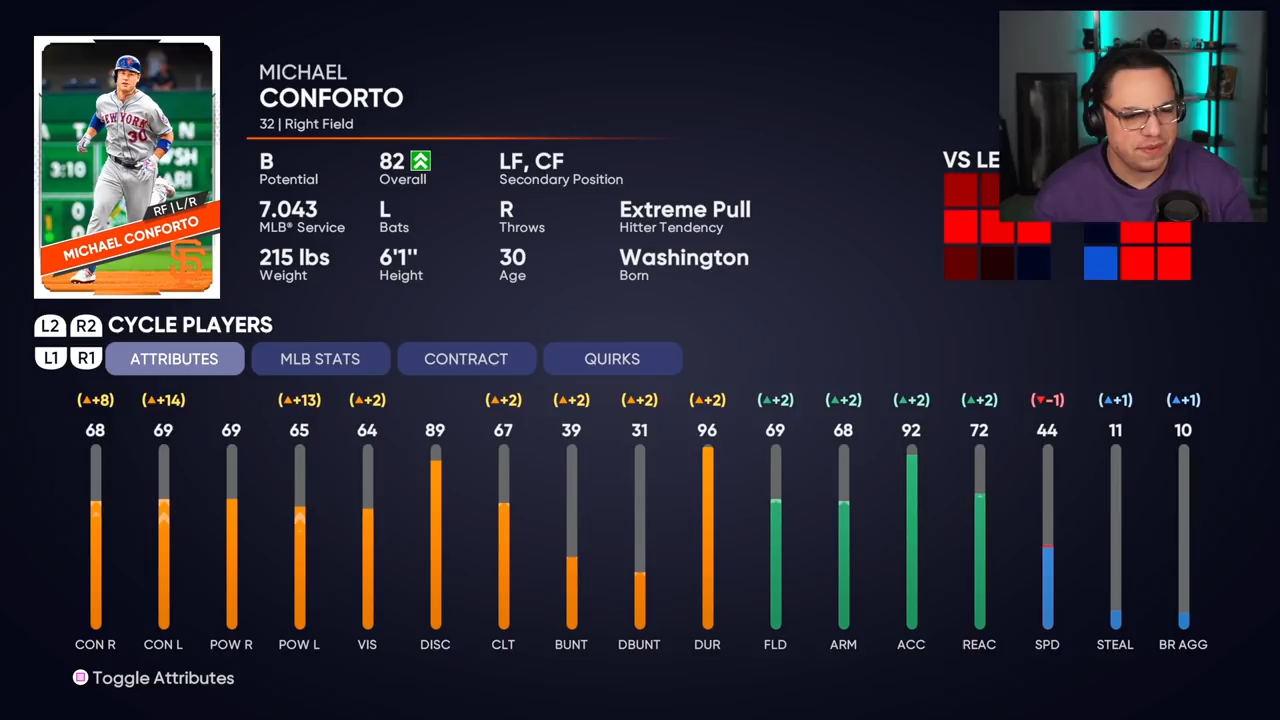 NEW YORK
30
3:10
RF | L/R
MICHAEL CONFORTO
SF
MICHAEL
CONFORTO
32 | Right Field
B
Potential
82
Overall
LF, CF
Secondary Position
7.043
MLB® Service
L
Bats
R
Throws
Extreme Pull
Hitter Tendency
215 lbs
Weight
6'1"
Height
30
Age
Washington
Born
VS LE
L2 R2 CYCLE PLAYERS
L1 R1 ATTRIBUTES MLB STATS CONTRACT QUIRKS
(▲+8) (▲+14) (▲+13) (▲+2) (▲+2) (▲+2) (▲+2) (▲+2) (▲+2) (▲+2) (▲+2) (▲+2) (▼-1) (▲+1) (▲+1)
68 69 69 65 64 89 67 39 31 96 69 68 92 72 44 11 10
CON R CON L POW R POW L VIS DISC CLT BUNT DBUNT DUR FLD ARM ACC REAC SPD STEAL BR AGG
Toggle Attributes